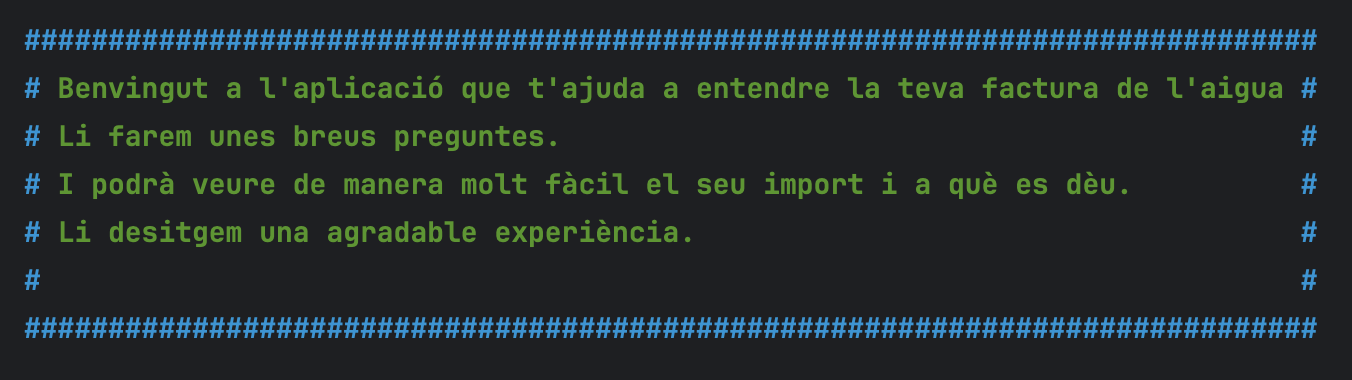 #############################################################################
# Benvingut a l'aplicació que t'ajuda a entendre la teva factura de l'aigua #
# Li farem unes breus preguntes.                                            #
# I podrà veure de manera molt fàcil el seu import i a què es dèu.          #
# Li desitgem una agradable experiència.                                    #
#                                                                           #
#############################################################################